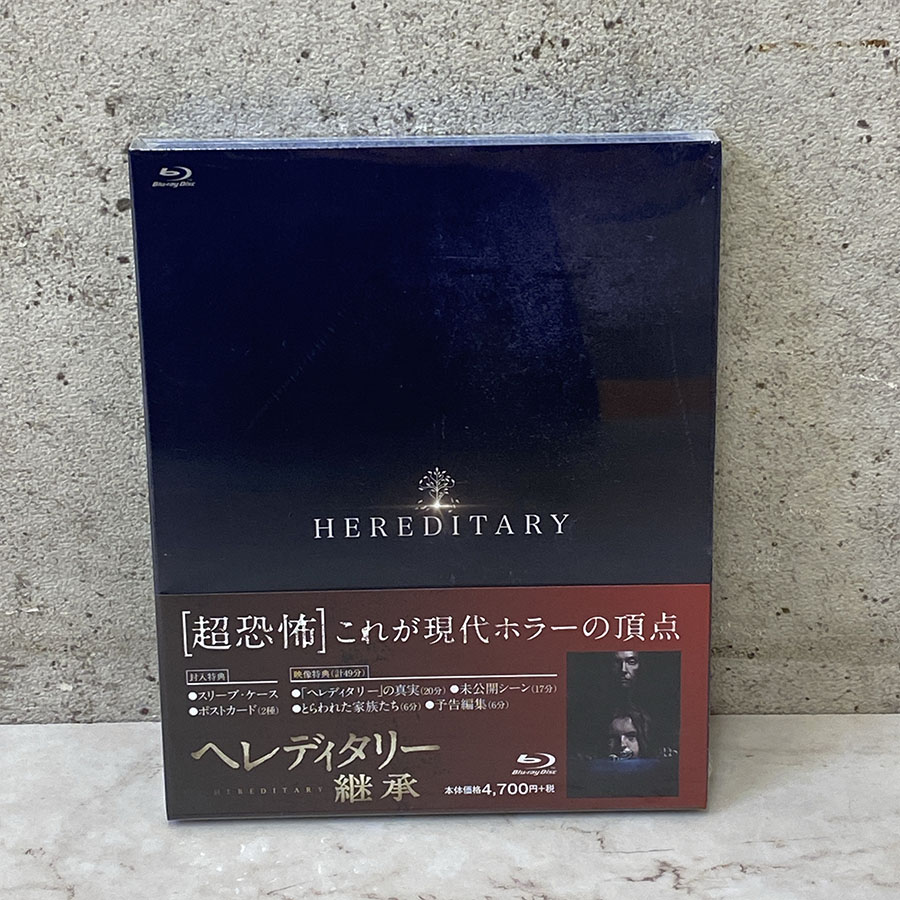 Blu-ray Disc
HEREDITARY
[超恐怖]これが現代ホラーの頂点
封入特典
●スリーブ・ケース
●ポストカード(2種)
映像特典(計49分)
●「ヘレディタリー」の真実(20分) ●未公開シーン(17分)
●とらわれた家族たち(6分) ●予告編集(6分)
ヘレディタリー
HEREDITARY 継承
Blu-ray Disc
本体価格4,700円+税